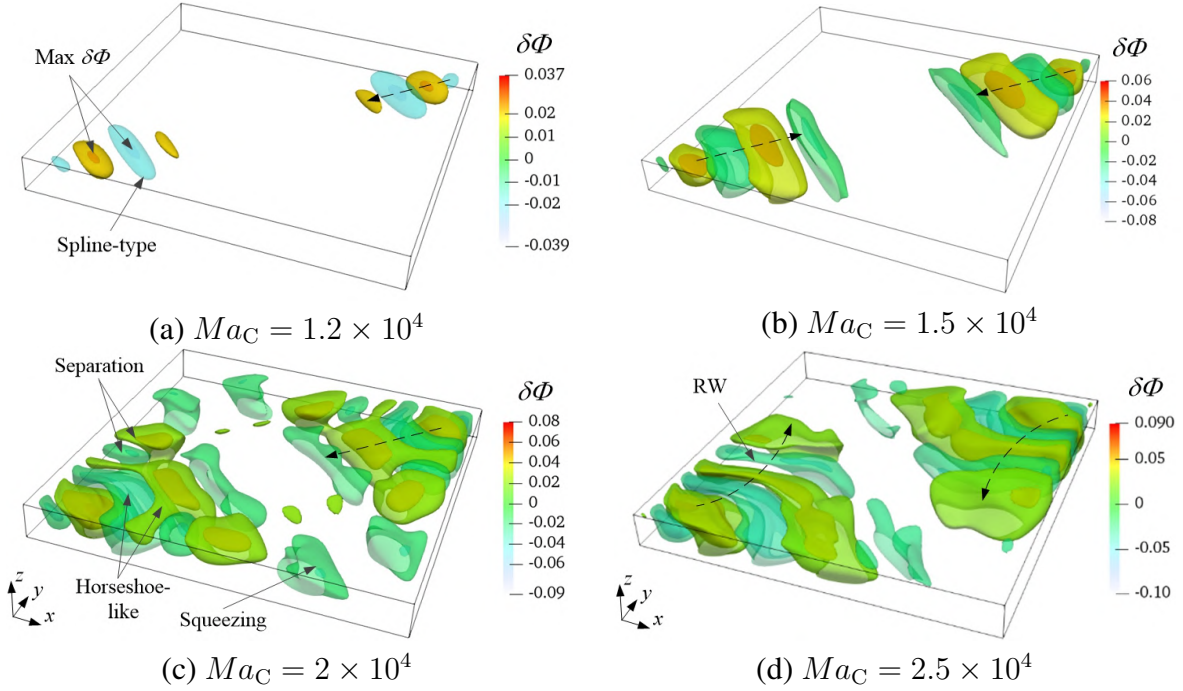 δΦ
Max δΦ
0.037
0.02
0.01
0
-0.01
-0.02
-0.039
Spline-type
(a) Ma_C = 1.2 × 10^4
δΦ
0.06
0.04
0.02
0
-0.02
-0.04
-0.06
-0.08
(b) Ma_C = 1.5 × 10^4
Separation
δΦ
0.08
0.06
0.04
0.02
0
-0.02
-0.04
-0.06
-0.09
z
y
x
Horseshoe-
like
Squeezing
(c) Ma_C = 2 × 10^4
RW
δΦ
0.090
0.05
0
-0.05
-0.10
z
y
x
(d) Ma_C = 2.5 × 10^4